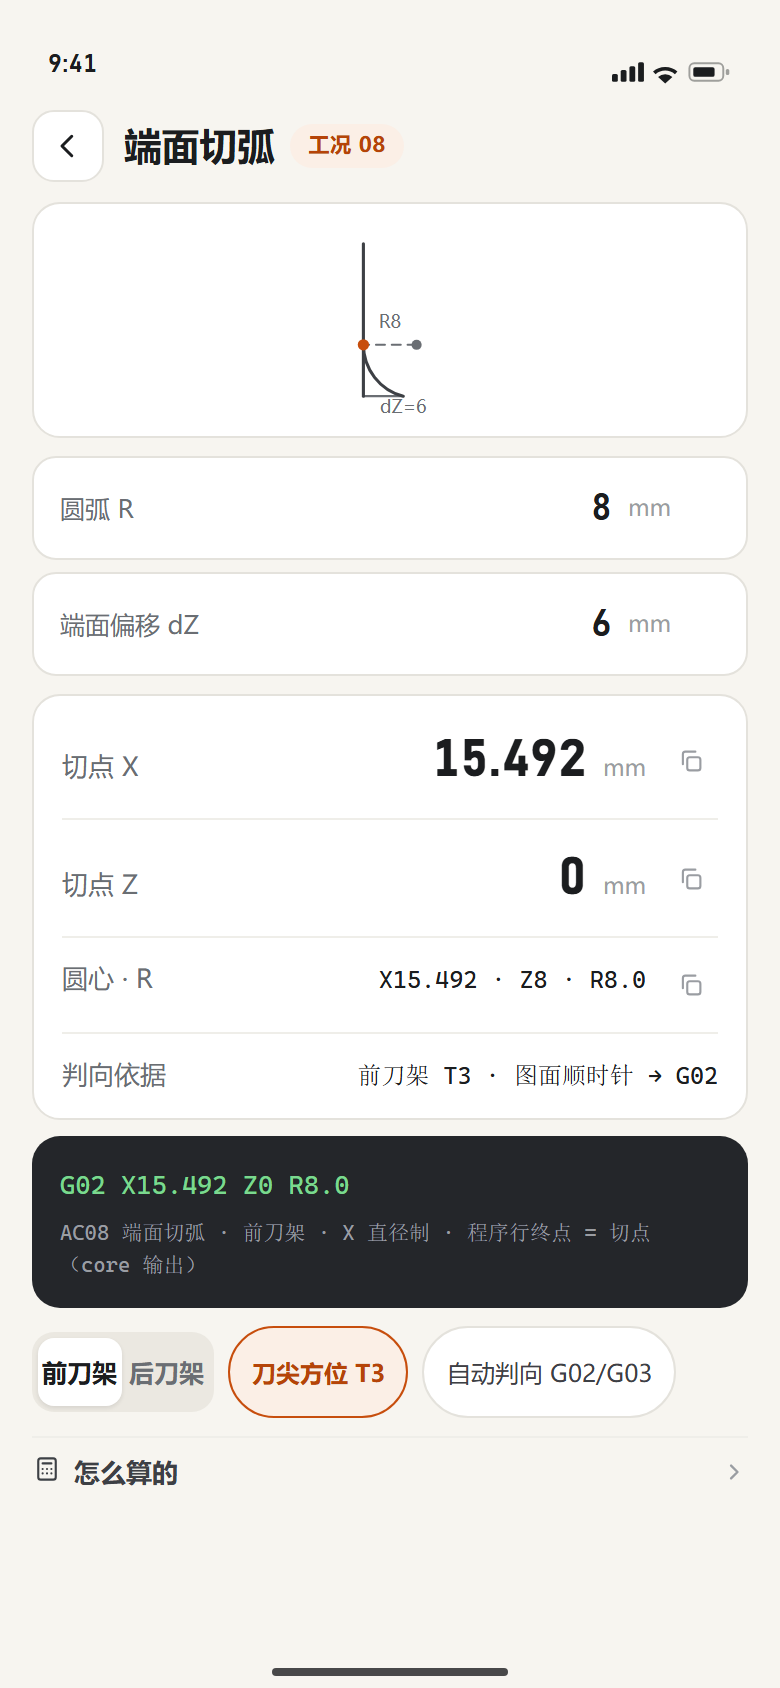 9:41
端面切弧 工况 08
R8
dZ=6
圆弧 R 8 mm
端面偏移 dZ 6 mm
切点 X 15.492 mm
切点 Z 0 mm
圆心 · R X15.492 · Z8 · R8.0
判向依据 前刀架 T3 · 图面顺时针 → G02
G02 X15.492 Z0 R8.0
AC08 端面切弧 · 前刀架 · X 直径制 · 程序行终点 = 切点
（core 输出）
前刀架 后刀架 刀尖方位 T3 自动判向 G02/G03
怎么算的